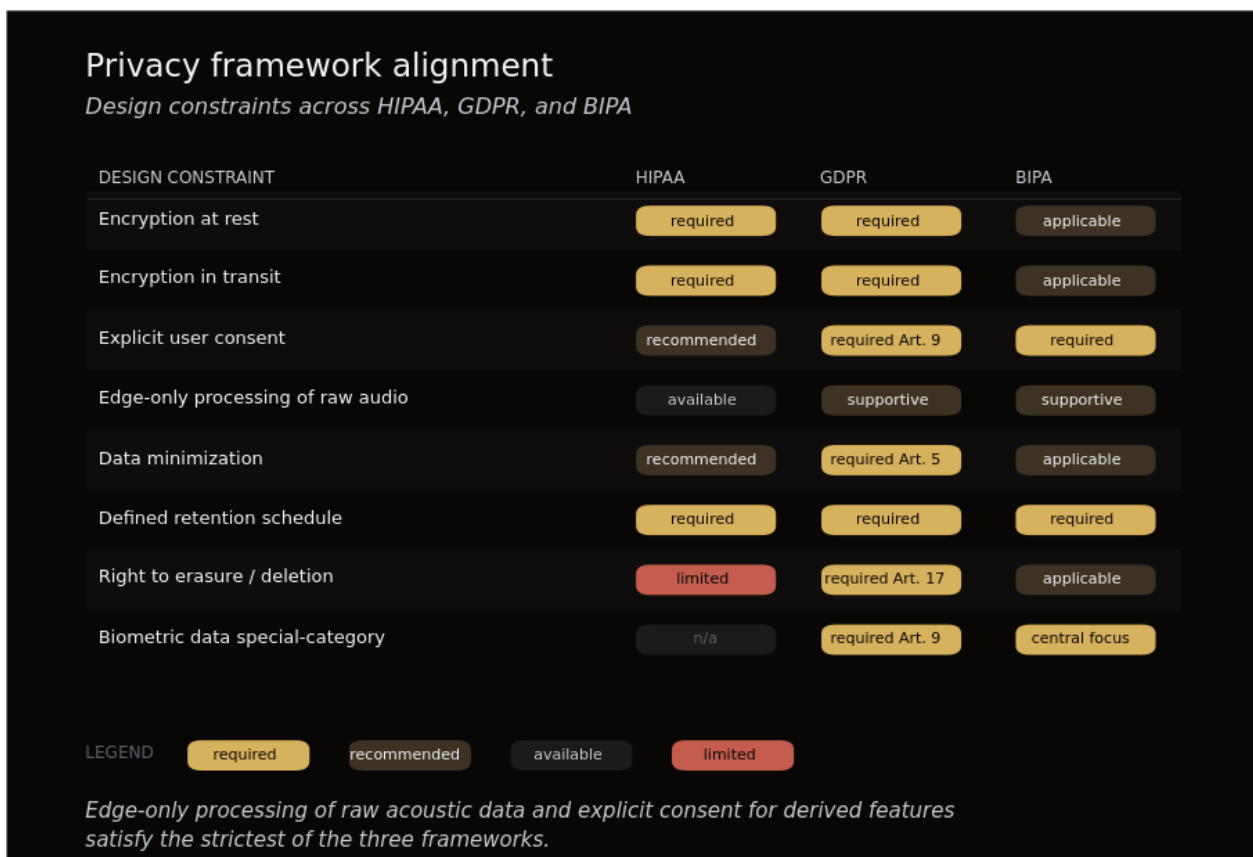 Privacy framework alignment
Design constraints across HIPAA, GDPR, and BIPA
DESIGN CONSTRAINT HIPAA GDPR BIPA
Encryption at rest required required applicable
Encryption in transit required required applicable
Explicit user consent recommended required Art. 9 required
Edge-only processing of raw audio available supportive supportive
Data minimization recommended required Art. 5 applicable
Defined retention schedule required required required
Right to erasure / deletion limited required Art. 17 applicable
Biometric data special-category n/a required Art. 9 central focus
LEGEND required recommended available limited
Edge-only processing of raw acoustic data and explicit consent for derived features
satisfy the strictest of the three frameworks.